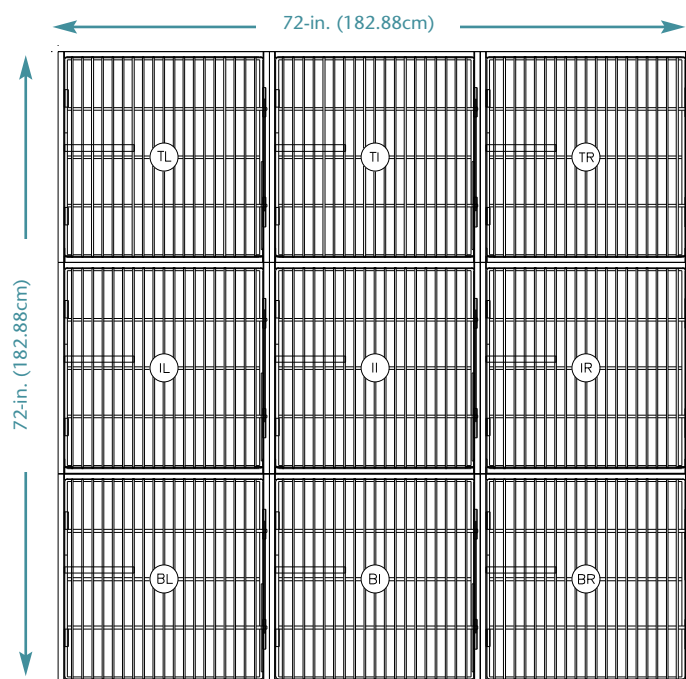 72-in. (182.88cm)
72-in. (182.88cm)
TL
TI
TR
IL
II
IR
BL
BI
BR